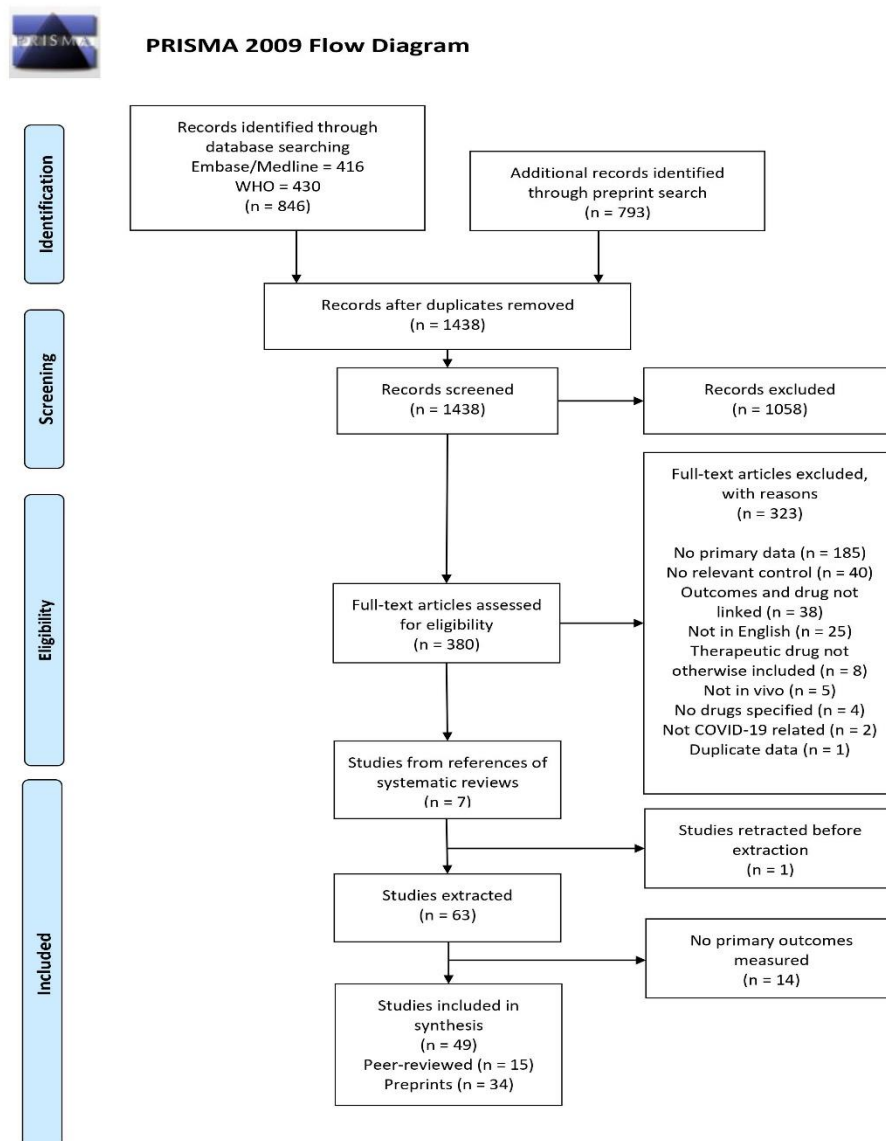 PRISMA
PRISMA 2009 Flow Diagram
Identification
Records identified through
database searching
Embase/Medline = 416
WHO = 430
(n = 846)
Additional records identified
through preprint search
(n = 793)
Records after duplicates removed
(n = 1438)
Screening
Records screened
(n = 1438)
Records excluded
(n = 1058)
Eligibility
Full-text articles assessed
for eligibility
(n = 380)
Full-text articles excluded,
with reasons
(n = 323)
No primary data (n = 185)
No relevant control (n = 40)
Outcomes and drug not
linked (n = 38)
Not in English (n = 25)
Therapeutic drug not
otherwise included (n = 8)
Not in vivo (n = 5)
No drugs specified (n = 4)
Not COVID-19 related (n = 2)
Duplicate data (n = 1)
Studies from references of
systematic reviews
(n = 7)
Included
Studies retracted before
extraction
(n = 1)
Studies extracted
(n = 63)
No primary outcomes
measured
(n = 14)
Studies included in
synthesis
(n = 49)
Peer-reviewed (n = 15)
Preprints (n = 34)